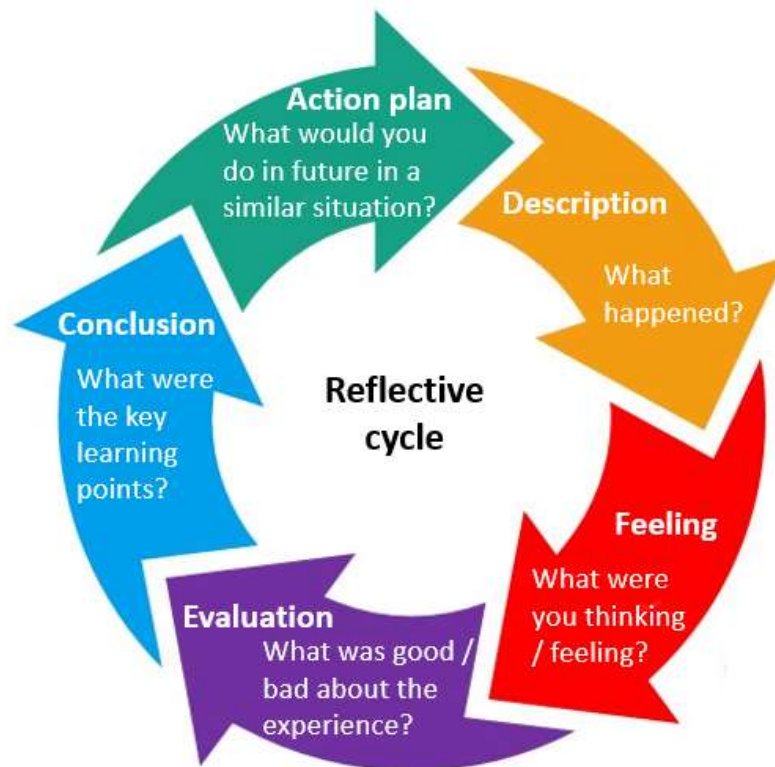 Action plan
What would you
do in future in a
similar situation?
Description
What
happened?
Feeling
What were
you thinking
/ feeling?
Evaluation
What was good /
bad about the
experience?
Conclusion
What were
the key
learning
points?
Reflective
cycle